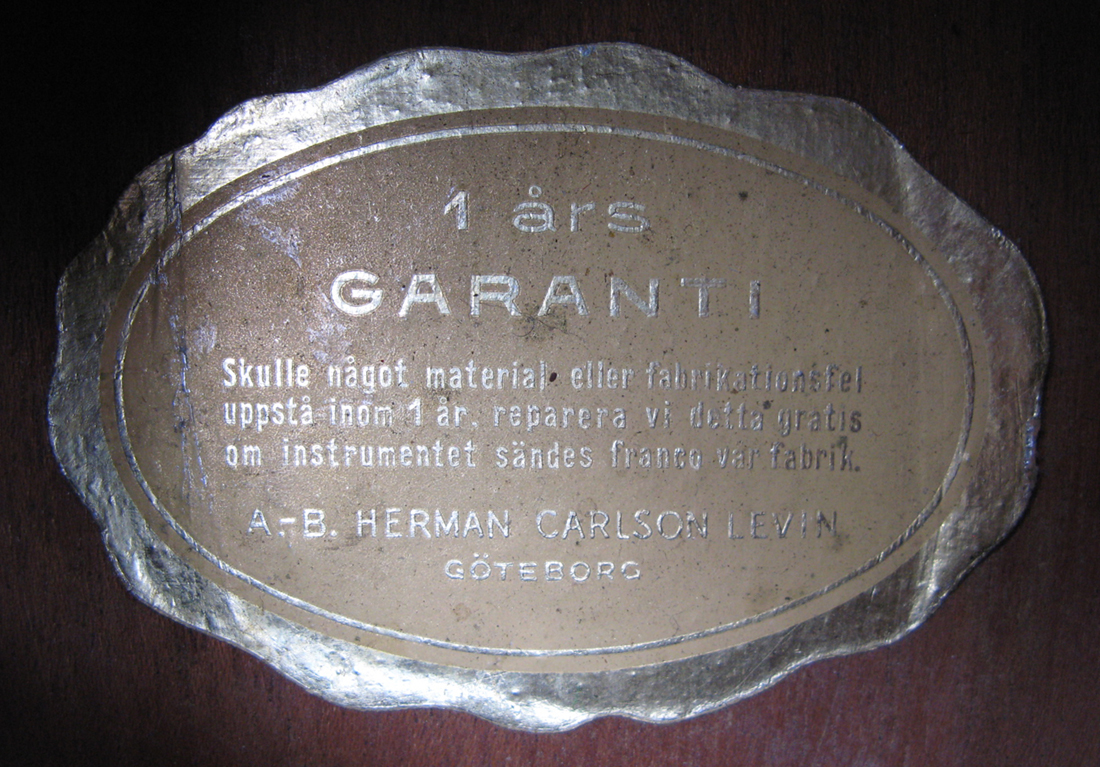 1 års
GARANTI
Skulle något material eller fabrikationsfel
uppstå inom 1 år, reparera vi detta gratis
om instrumentet sändes franco vår fabrik.
A.-B. HERMAN CARLSON LEVIN
GÖTEBORG